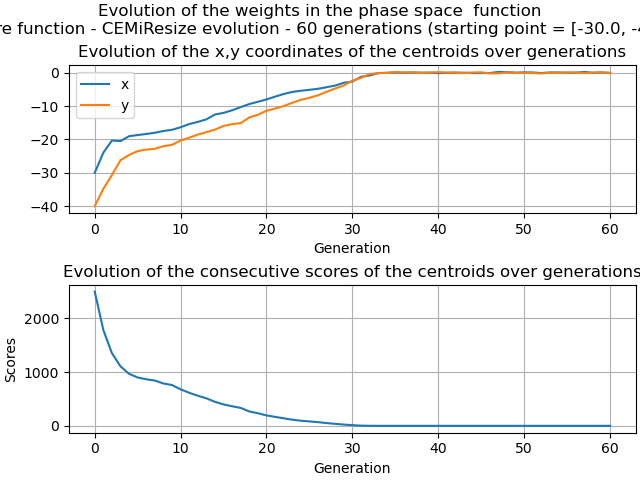 Evolution of the weights in the phase space  function
re function - CEMiResize evolution - 60 generations (starting point = [-30.0, -4
Evolution of the x,y coordinates of the centroids over generations
0
−10
−20
−30
−40
x
y
0 10 20 30 40 50 60
Generation
Evolution of the consecutive scores of the centroids over generations
Scores
2000
1000
0
0 10 20 30 40 50 60
Generation